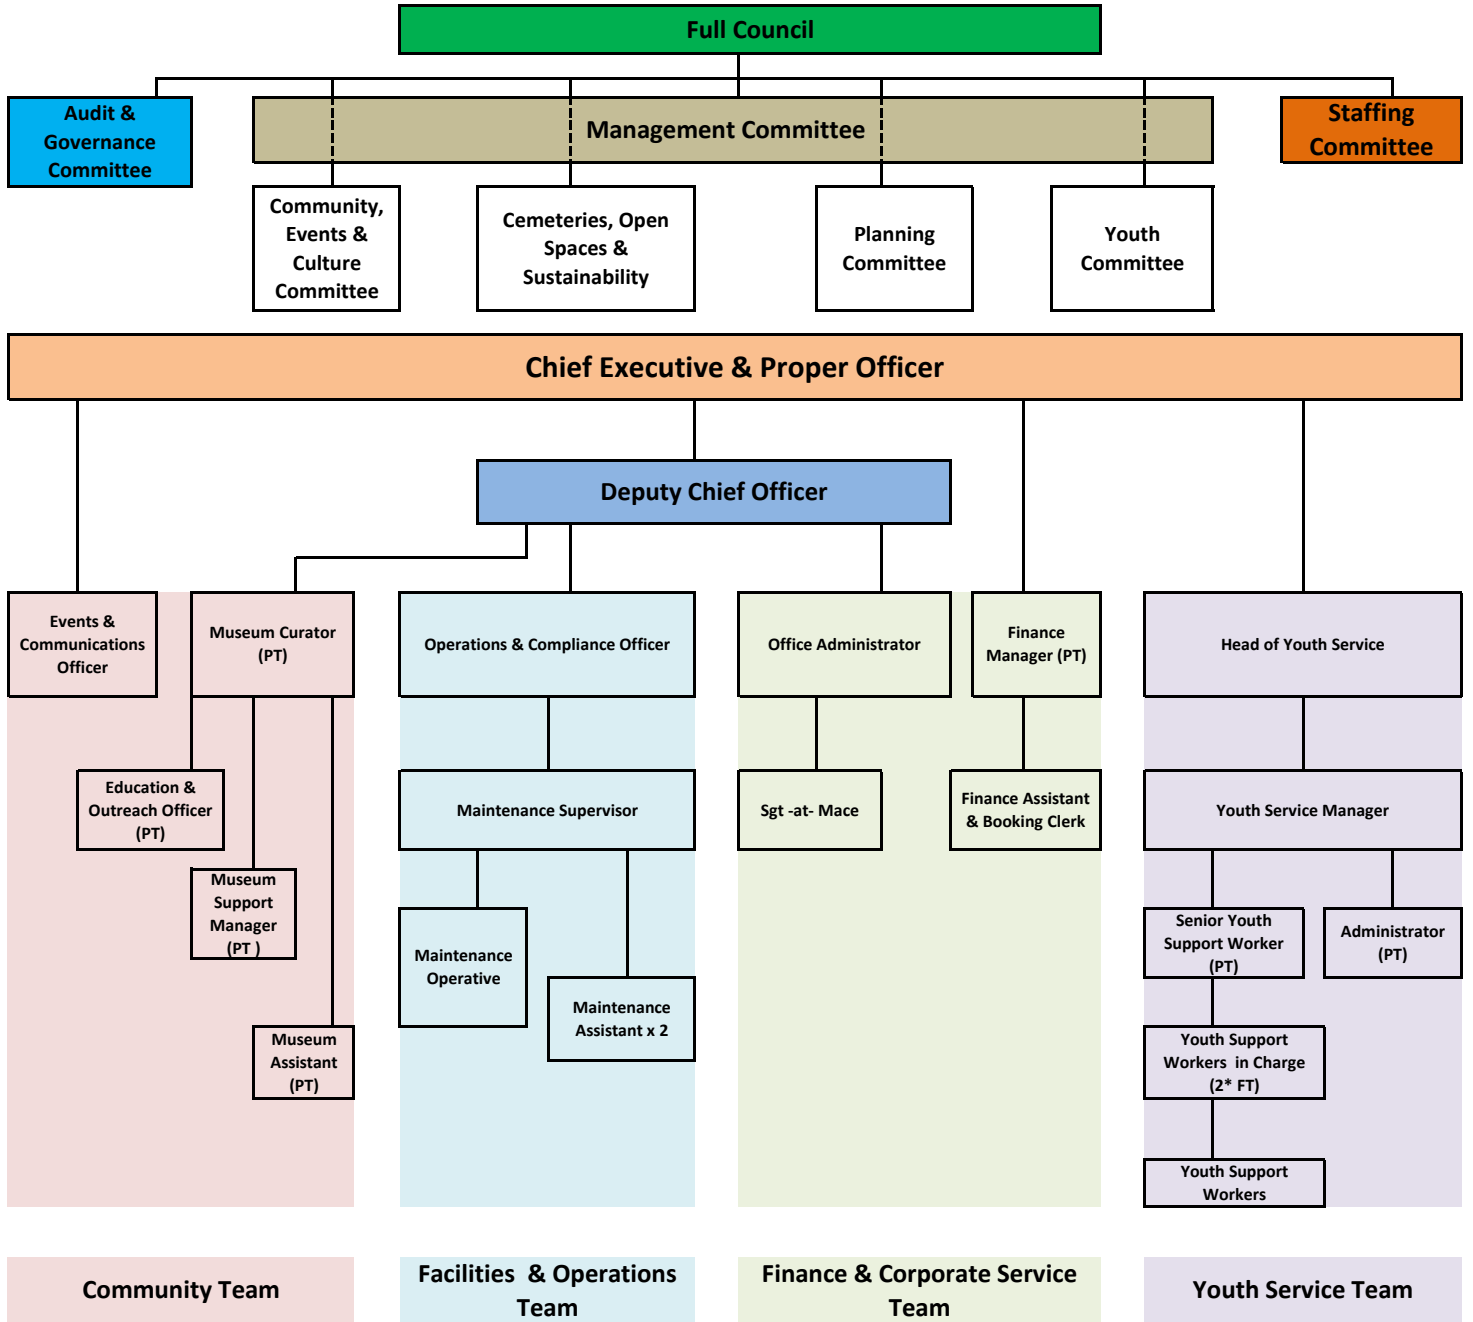 Full Council
Audit &
Governance
Committee
Management Committee
Staffing
Committee
Community,
Events &
Culture
Committee
Cemeteries, Open
Spaces &
Sustainability
Planning
Committee
Youth
Committee
Chief Executive & Proper Officer
Deputy Chief Officer
Events &
Communications
Officer
Museum Curator
(PT)
Operations & Compliance Officer
Office Administrator
Finance
Manager (PT)
Head of Youth Service
Education &
Outreach Officer
(PT)
Maintenance Supervisor
Sgt -at- Mace
Finance Assistant
& Booking Clerk
Youth Service Manager
Museum
Support
Manager
(PT )
Maintenance
Operative
Maintenance
Assistant x 2
Senior Youth
Support Worker
(PT)
Administrator
(PT)
Museum
Assistant
(PT)
Youth Support
Workers  in Charge
(2* FT)
Youth Support
Workers
Community Team
Facilities  & Operations
Team
Finance & Corporate Service
Team
Youth Service Team